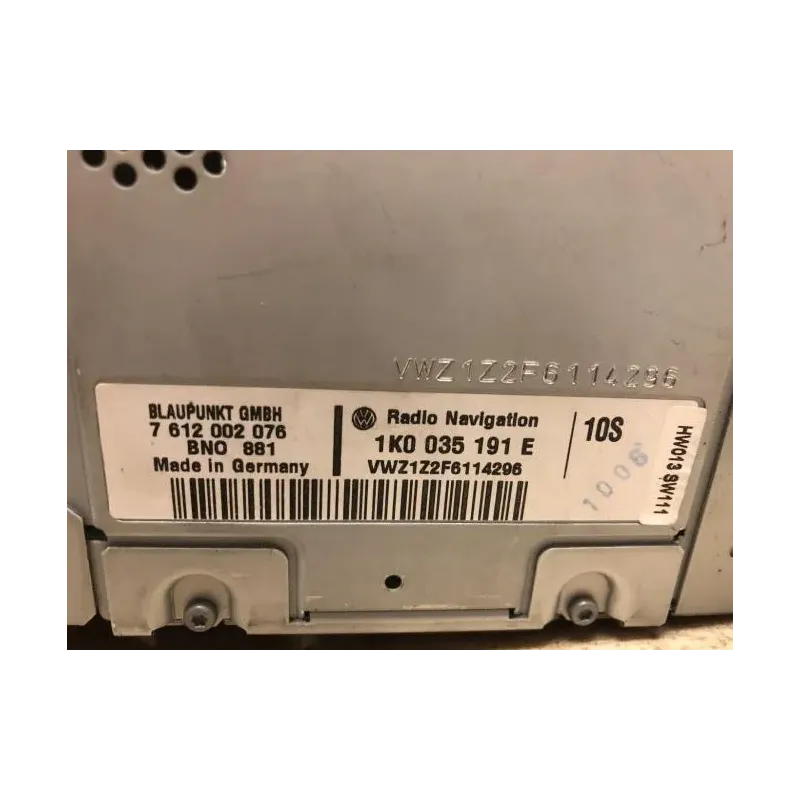 VWZ1Z2F6114296
BLAUPUNKT GMBH
7 612 002 076
BNO 881
Made in Germany
Radio Navigation
1K0 035 191 E
VWZ1Z2F6114296
10S
1006
HW013 SW111